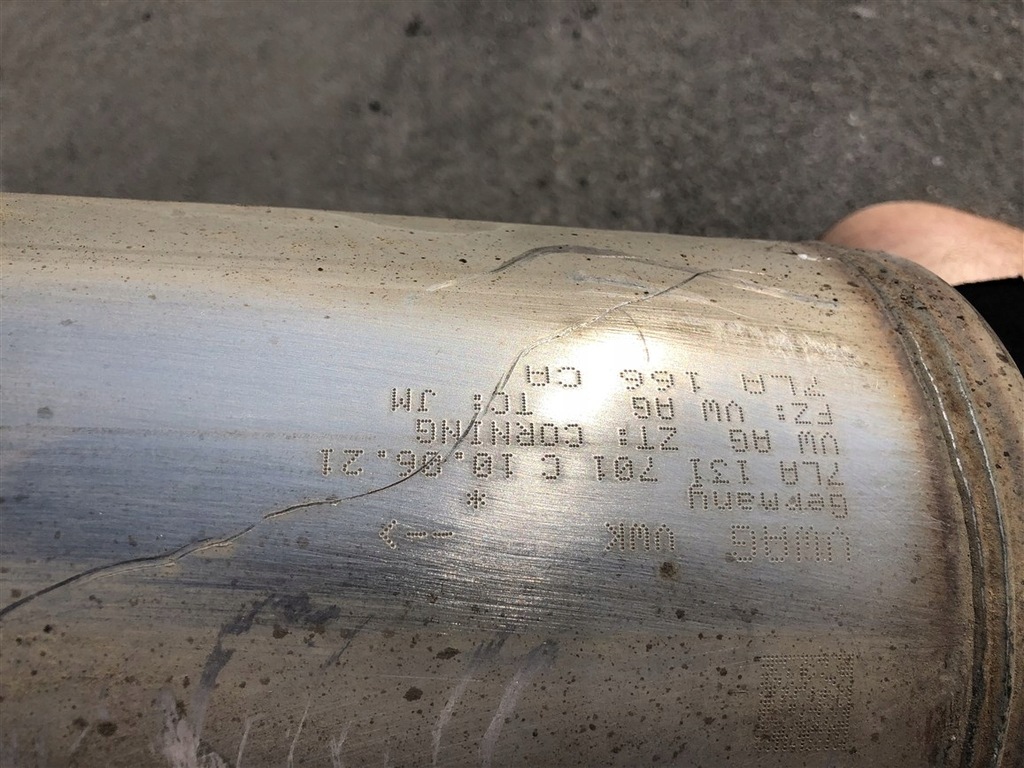 VWAG VWK -->
Germany *
7LA 131 701 C 10.06.21
VW AG ZT: CORNING
FZ: VW AG TC: JM
7LA 166 CA